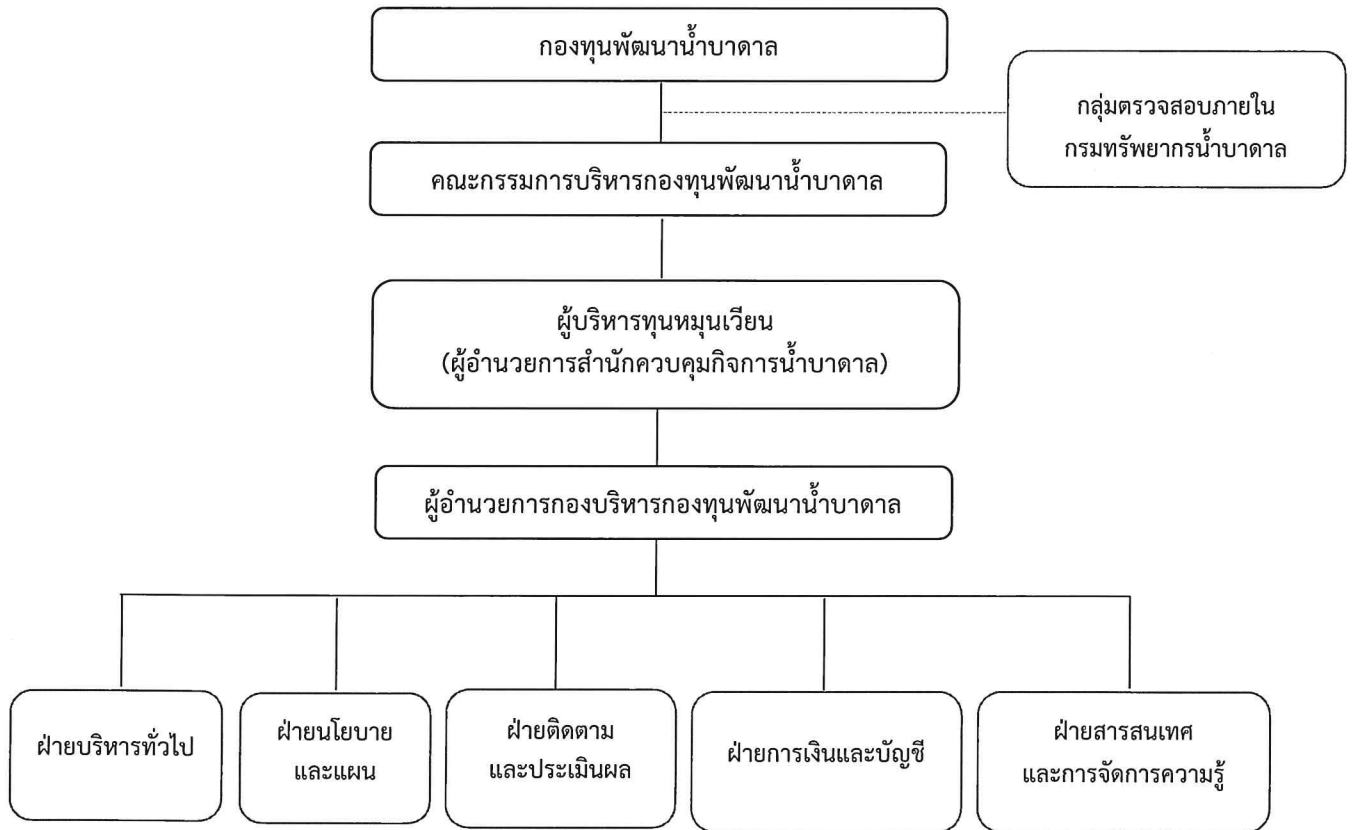 กองทุนพัฒนาน้ำบาดาล
กลุ่มตรวจสอบภายใน
กรมทรัพยากรน้ำบาดาล
คณะกรรมการบริหารกองทุนพัฒนาน้ำบาดาล
ผู้บริหารทุนหมุนเวียน
(ผู้อำนวยการสำนักควบคุมกิจการน้ำบาดาล)
ผู้อำนวยการกองบริหารกองทุนพัฒนาน้ำบาดาล
ฝ่ายบริหารทั่วไป
ฝ่ายนโยบาย
และแผน
ฝ่ายติดตาม
และประเมินผล
ฝ่ายการเงินและบัญชี
ฝ่ายสารสนเทศ
และการจัดการความรู้